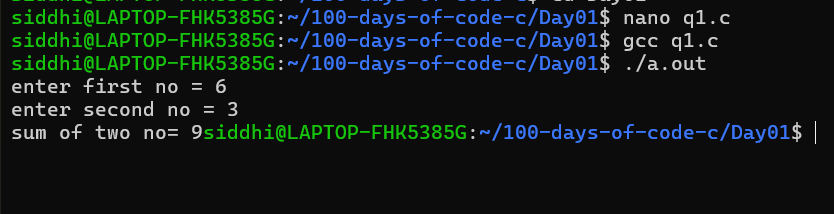 siddhi@LAPTOP-FHK5385G:~/100-days-of-code-c/Day01$ nano q1.c
siddhi@LAPTOP-FHK5385G:~/100-days-of-code-c/Day01$ gcc q1.c
siddhi@LAPTOP-FHK5385G:~/100-days-of-code-c/Day01$ ./a.out
enter first no = 6
enter second no = 3
sum of two no= 9siddhi@LAPTOP-FHK5385G:~/100-days-of-code-c/Day01$